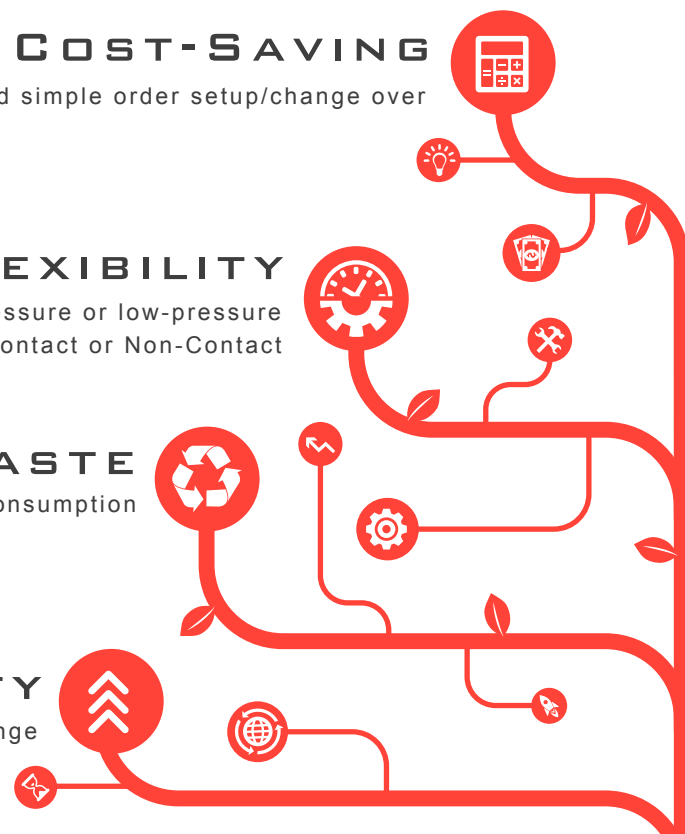 COST-SAVING
d simple order setup/change over
EXIBILITY
ssure or low-pressure
ontact or Non-Contact
ASTE
onsumption
TY
nge